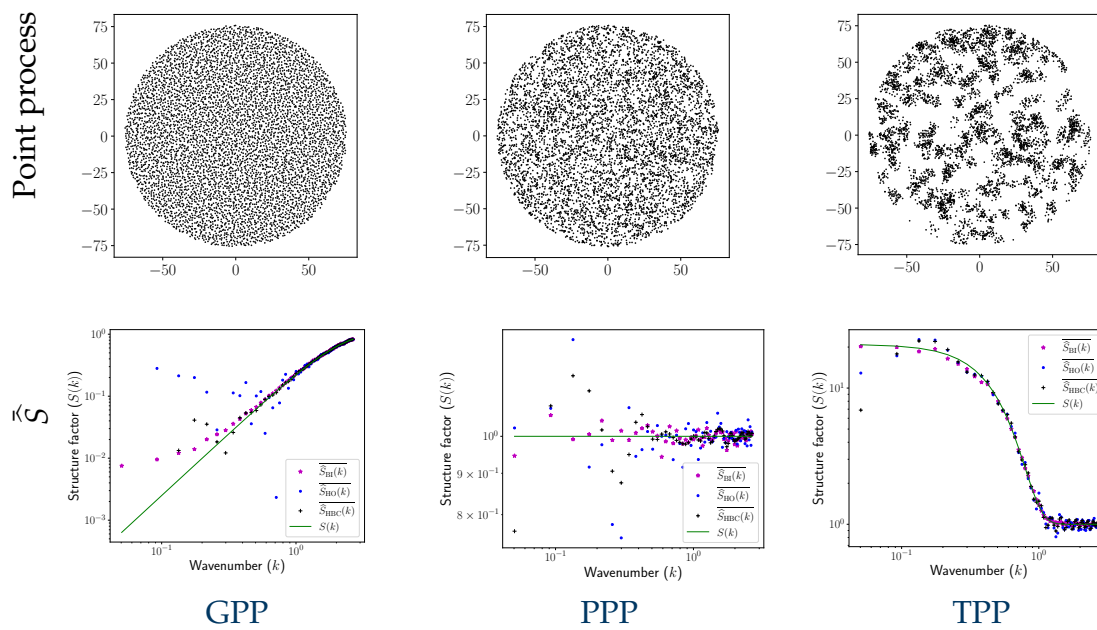 Point process
75
50
25
0
−25
−50
−75
−50
0
50
75
50
25
0
−25
−50
−75
−50
0
50
75
50
25
0
−25
−50
−75
−50
0
50
Ŝ
Structure factor (S(k))
10⁰
10⁻¹
10⁻²
10⁻³
10⁻¹
10⁰
Wavenumber (k)
Ŝ_BI(k)
Ŝ_HO(k)
Ŝ_HBC(k)
S(k)
Structure factor (S(k))
10⁰
9 × 10⁻¹
8 × 10⁻¹
10⁻¹
10⁰
Wavenumber (k)
Ŝ_BI(k)
Ŝ_HO(k)
Ŝ_HBC(k)
S(k)
Structure factor (S(k))
10¹
10⁰
10⁻¹
10⁰
Wavenumber (k)
Ŝ_BI(k)
Ŝ_HO(k)
Ŝ_HBC(k)
S(k)
GPP
PPP
TPP